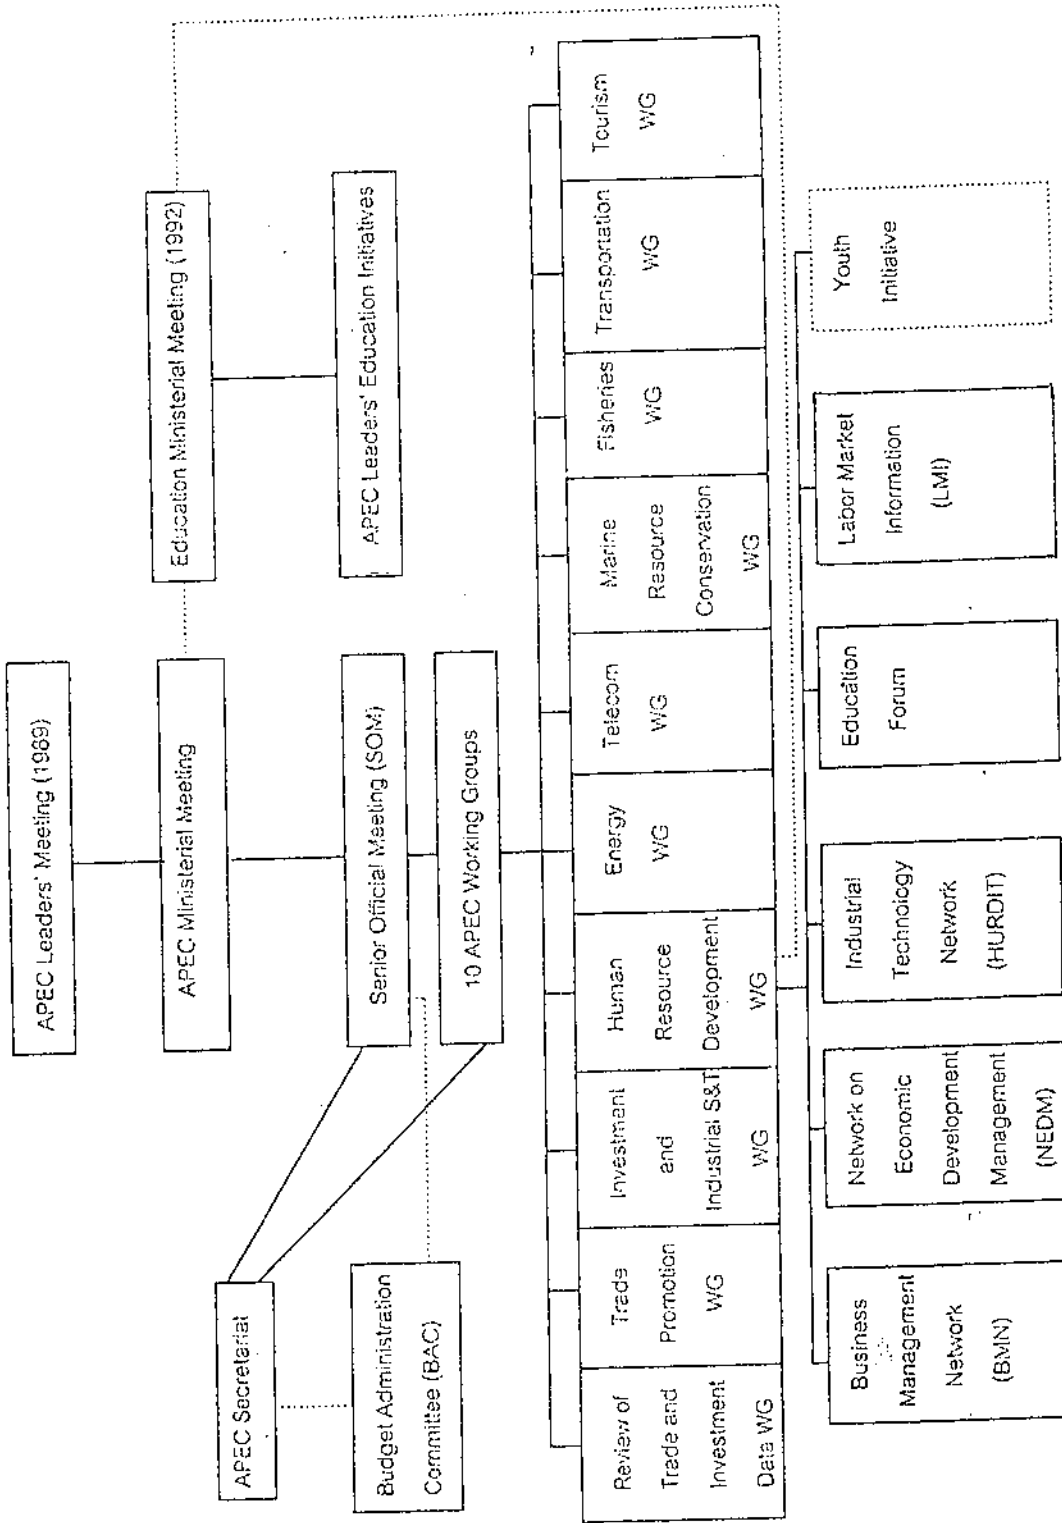 APEC Leaders' Meeting (1989)
APEC Ministerial Meeting
Education Ministerial Meeting (1992)
APEC Leaders' Education Initiatives
Senior Official Meeting (SOM)
10 APEC Working Groups
APEC Secretariat
Budget Administration
Committee (BAC)
Review of
Trade and
Investment
Data WG
Trade
Promotion
WG
Investment
and
Industrial S&T
WG
Human
Resource
Development
WG
Energy
WG
Telecom
WG
Marine
Resource
Conservation
WG
Fisheries
WG
Transportation
WG
Tourism
WG
Business
Management
Network
(BMN)
Network on
Economic
Development
Management
(NEDM)
Industrial
Technology
Network
(HURDIT)
Education
Forum
Labor Market
Information
(LMI)
Youth
Initiative